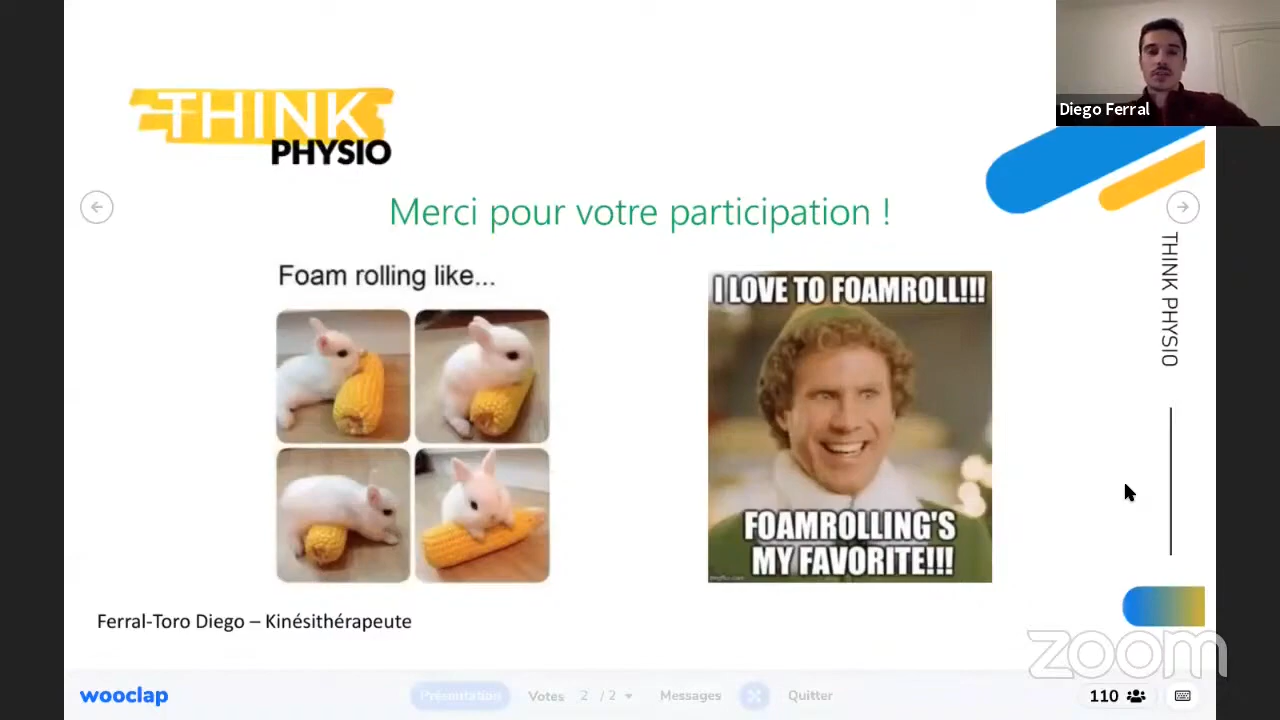 THINK
PHYSIO
Diego Ferral
Merci pour votre participation !
THINK PHYSIO
Foam rolling like...
I LOVE TO FOAMROLL!!!
FOAMROLLING'S
MY FAVORITE!!!
Ferral-Toro Diego – Kinésithérapeute
zoom
wooclap
Présentation
Votes 2 / 2
Messages
Quitter
110